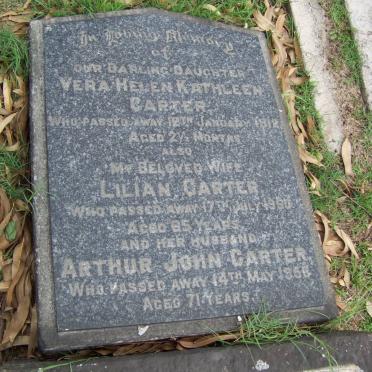 In Loving Memory
of
Our Darling Daughter
Vera Helen Kathleen
Carter
Who passed away 12th January 1912
Aged 2½ Months
also
My Beloved Wife
Lilian Carter
Who passed away 17th July 1950
Aged 65 Years
and her husband
Arthur John Carter
Who passed away 14th May 1958
Aged 71 Years